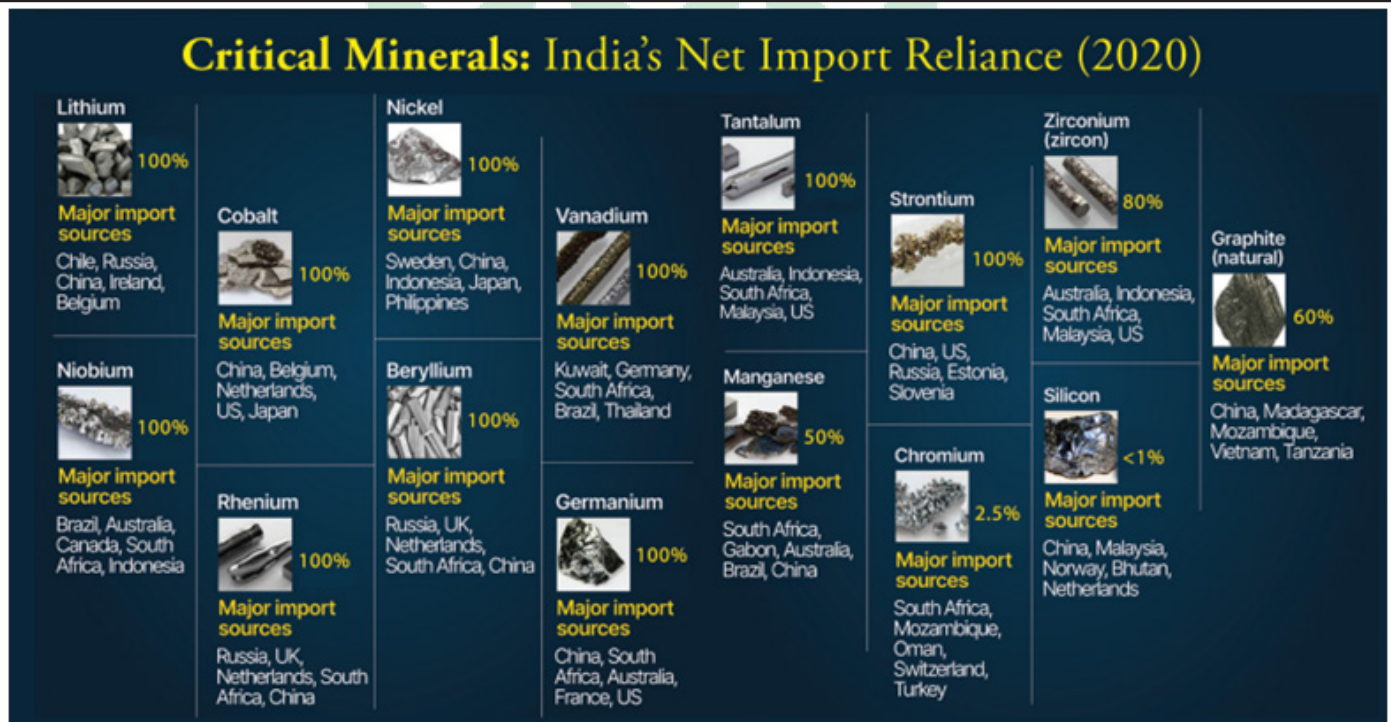 Critical Minerals: India's Net Import Reliance (2020)
Lithium
100%
Major import
sources
Chile, Russia,
China, Ireland,
Belgium
Niobium
100%
Major import
sources
Brazil, Australia,
Canada, South
Africa, Indonesia
Cobalt
100%
Major import
sources
China, Belgium,
Netherlands,
US, Japan
Rhenium
100%
Major import
sources
Russia, UK,
Netherlands, South
Africa, China
Nickel
100%
Major import
sources
Sweden, China,
Indonesia, Japan,
Philippines
Beryllium
100%
Major import
sources
Russia, UK,
Netherlands,
South Africa, China
Vanadium
100%
Major import
sources
Kuwait, Germany,
South Africa,
Brazil, Thailand
Germanium
100%
Major import
sources
China, South
Africa, Australia,
France, US
Tantalum
100%
Major import
sources
Australia, Indonesia,
South Africa,
Malaysia, US
Manganese
50%
Major import
sources
South Africa,
Gabon, Australia,
Brazil, China
Strontium
100%
Major import
sources
China, US,
Russia, Estonia,
Slovenia
Chromium
2.5%
Major import
sources
South Africa,
Mozambique,
Oman,
Switzerland,
Turkey
Zirconium
(zircon)
80%
Major import
sources
Australia, Indonesia,
South Africa,
Malaysia, US
Silicon
<1%
Major import
sources
China, Malaysia,
Norway, Bhutan,
Netherlands
Graphite
(natural)
60%
Major import
sources
China, Madagascar,
Mozambique,
Vietnam, Tanzania